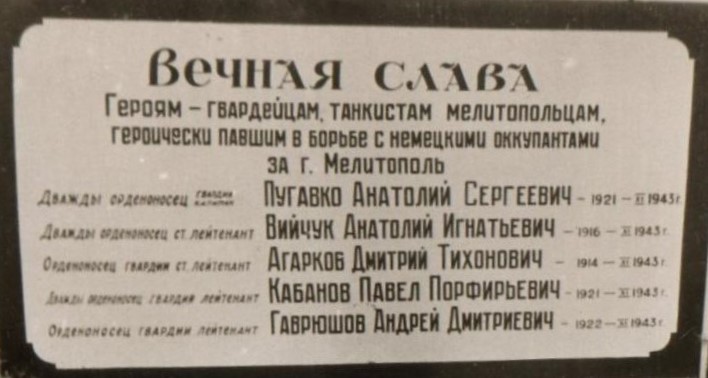 Вечная слава
Героям – гвардейцам, танкистам мелитопольцам,
героически павшим в борьбе с немецкими оккупантами
за г. Мелитополь
Дважды орденоносец гвардии капитан Пугавко Анатолий Сергеевич – 1921 – XI 1943 г.
Дважды орденоносец ст. лейтенант Вийчук Анатолий Игнатьевич – 1916 – XI 1943 г.
Орденоносец гвардии ст. лейтенант Агарков Дмитрий Тихонович – 1914 – XI 1943 г.
Дважды орденоносец гвардии лейтенант Кабанов Павел Порфирьевич – 1921 – XI 1943 г.
Орденоносец гвардии лейтенант Гаврюшов Андрей Дмитриевич – 1922 – XI 1943 г.